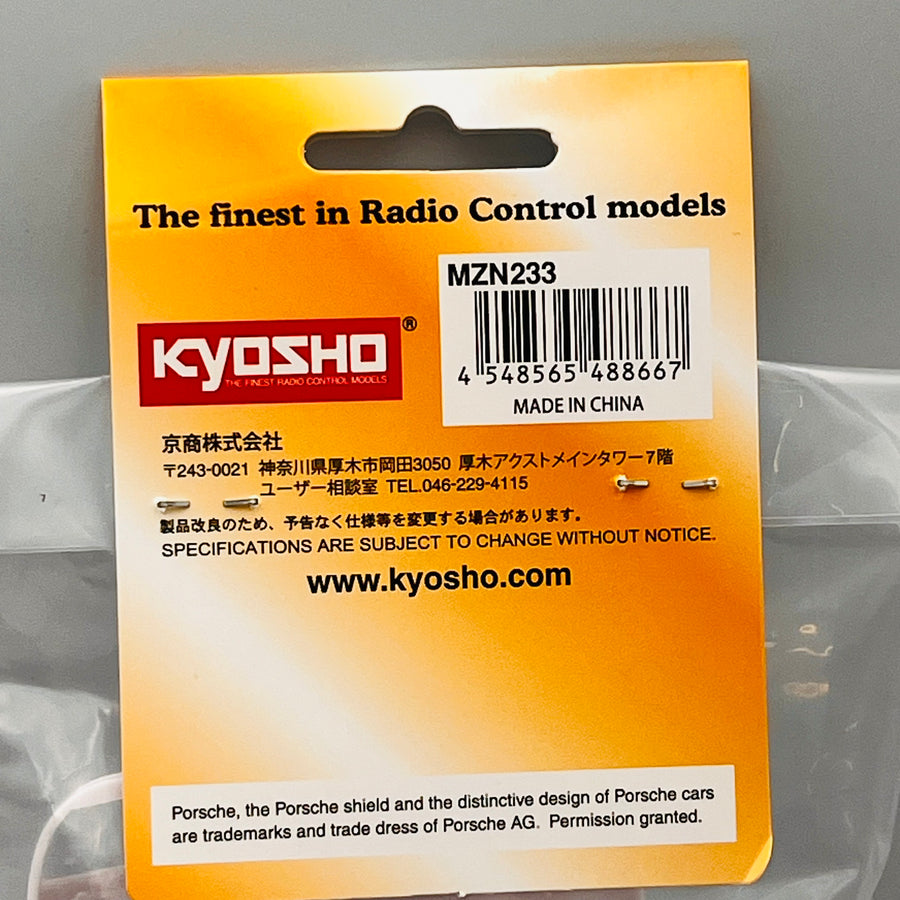 The finest in Radio Control models
MZN233
4 548565 488667
MADE IN CHINA
KYOSHO®
THE FINEST RADIO CONTROL MODELS
京商株式会社
〒243-0021 神奈川県厚木市岡田3050 厚木アクストメインタワー7階
ユーザー相談室 TEL.046-229-4115
製品改良のため、予告なく仕様等を変更する場合があります。
SPECIFICATIONS ARE SUBJECT TO CHANGE WITHOUT NOTICE.
www.kyosho.com
Porsche, the Porsche shield and the distinctive design of Porsche cars
are trademarks and trade dress of Porsche AG. Permission granted.